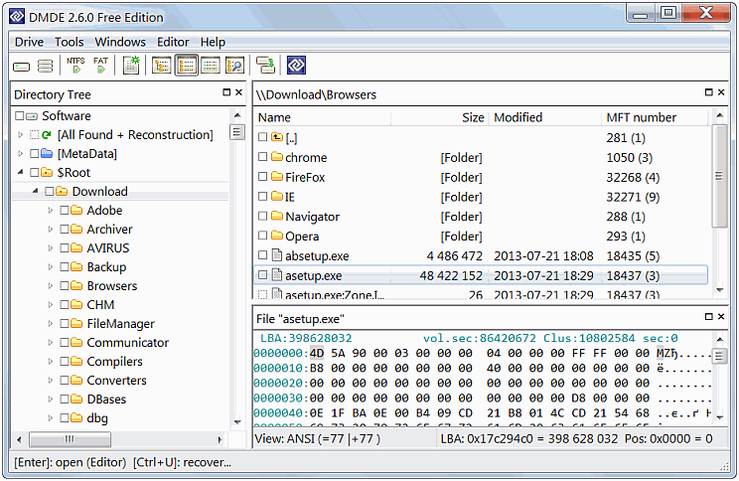 DMDE 2.6.0 Free Edition
Drive Tools Windows Editor Help
NTFS FAT
Directory Tree
Software
[All Found + Reconstruction]
[MetaData]
$Root
Download
Adobe
Archiver
AVIRUS
Backup
Browsers
CHM
FileManager
Communicator
Compilers
Converters
DBases
dbg
\\Download\Browsers
Name Size Modified MFT number
[..] 281 (1)
chrome [Folder] 1050 (3)
FireFox [Folder] 32268 (4)
IE [Folder] 32271 (9)
Navigator [Folder] 288 (1)
Opera [Folder] 293 (1)
absetup.exe 4 486 472 2013-07-21 18:08 18435 (5)
asetup.exe 48 422 152 2013-07-21 18:29 18437 (3)
asetup.exe:Zone.I... 26 2013-07-21 18:29 18437 (3)
File "asetup.exe"
LBA:398628032 vol.sec:86420672 Clus:10802584 sec:0
0000000: 4D 5A 90 00 03 00 00 00 04 00 00 00 FF FF 00 00 MZђ.....
0000010: B8 00 00 00 00 00 00 00 40 00 00 00 00 00 00 00 ё.......
0000020: 00 00 00 00 00 00 00 00 00 00 00 00 00 00 00 00 ........
0000030: 00 00 00 00 00 00 00 00 00 00 00 00 D8 00 00 00 ........
0000040: 0E 1F BA 0E 00 B4 09 CD 21 B8 01 4C CD 21 54 68 ..є..ґ Н
View: ANSI (=77 |+77 ) LBA: 0x17c294c0 = 398 628 032 Pos: 0x0000 = 0
[Enter]: open (Editor) [Ctrl+U]: recover...